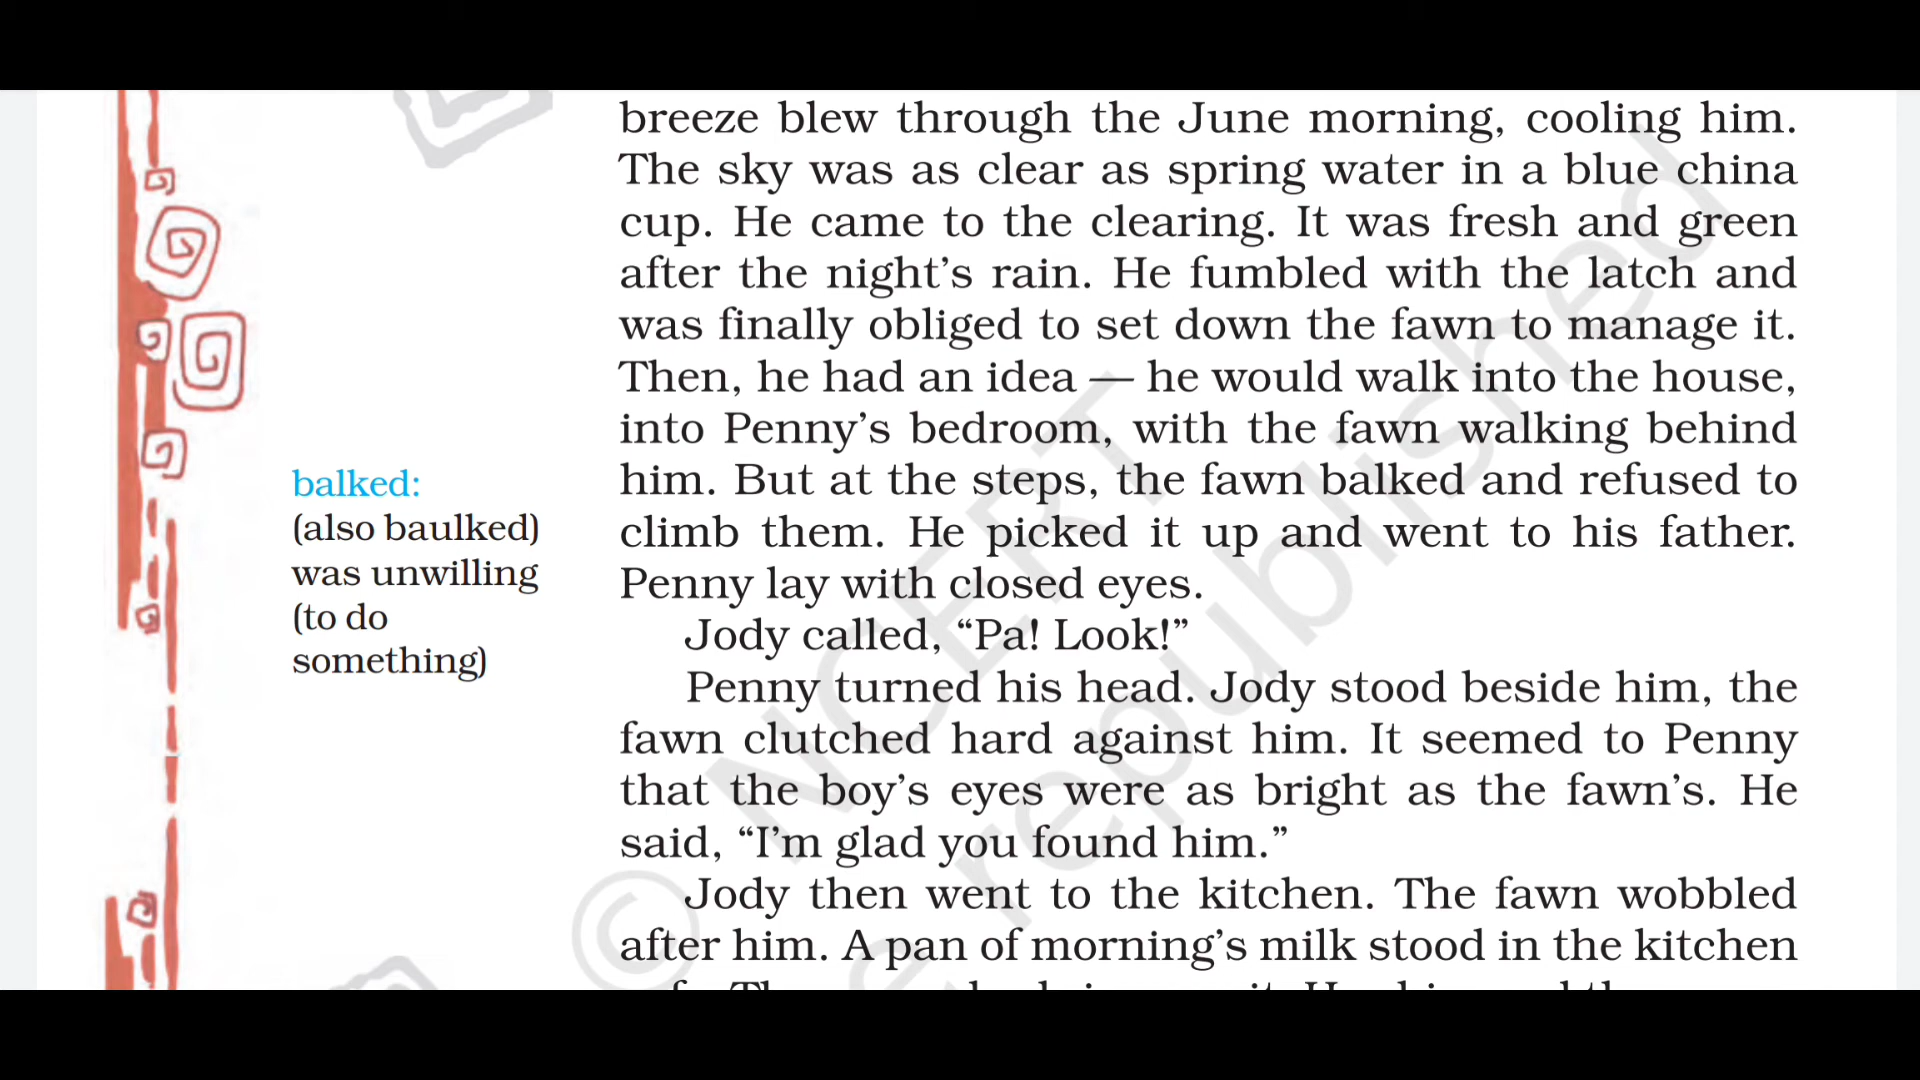 breeze blew through the June morning, cooling him.
The sky was as clear as spring water in a blue china
cup. He came to the clearing. It was fresh and green
after the night’s rain. He fumbled with the latch and
was finally obliged to set down the fawn to manage it.
Then, he had an idea — he would walk into the house,
into Penny’s bedroom, with the fawn walking behind
him. But at the steps, the fawn balked and refused to
climb them. He picked it up and went to his father.
Penny lay with closed eyes.
Jody called, “Pa! Look!”
Penny turned his head. Jody stood beside him, the
fawn clutched hard against him. It seemed to Penny
that the boy’s eyes were as bright as the fawn’s. He
said, “I’m glad you found him.”
Jody then went to the kitchen. The fawn wobbled
after him. A pan of morning’s milk stood in the kitchen
balked:
(also baulked)
was unwilling
(to do
something)
© NCERT
republished